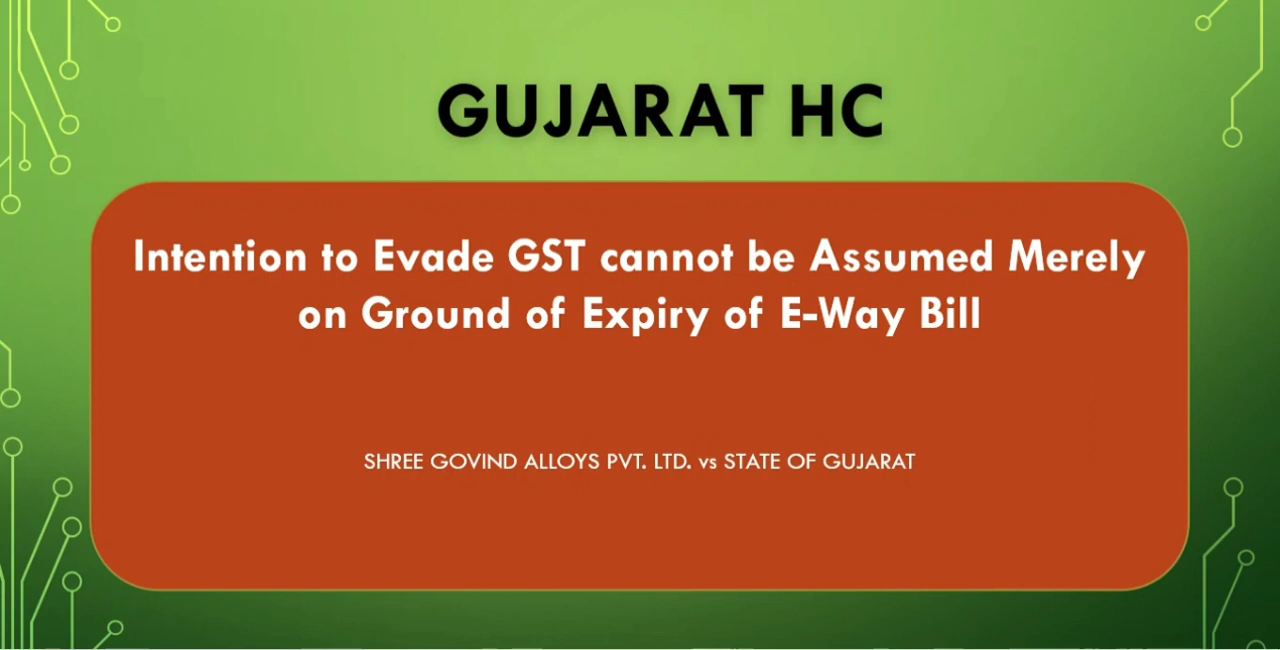 GUJARAT HC
Intention to Evade GST cannot be Assumed Merely
on Ground of Expiry of E-Way Bill
SHREE GOVIND ALLOYS PVT. LTD. vs STATE OF GUJARAT